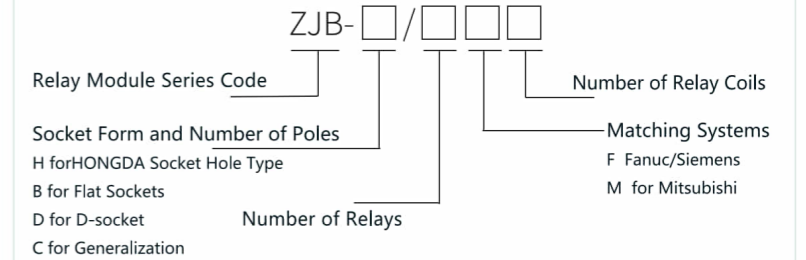 ZJB-□/□□□
Relay Module Series Code
Number of Relay Coils
Socket Form and Number of Poles
Matching Systems
H forHONGDA Socket Hole Type
F Fanuc/Siemens
B for Flat Sockets
M for Mitsubishi
D for D-socket
Number of Relays
C for Generalization